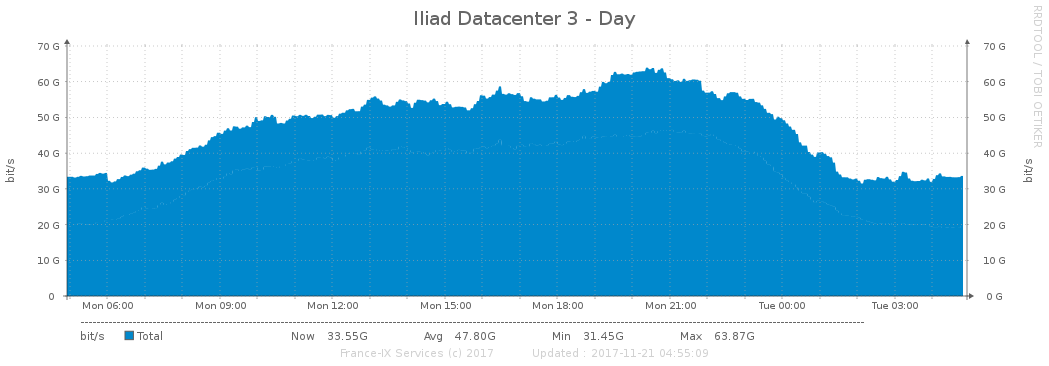 Iliad Datacenter 3 - Day
RRDTOOL / TOBI OETIKER
bit/s
70 G 70 G
60 G 60 G
50 G 50 G
40 G 40 G
30 G 30 G
20 G 20 G
10 G 10 G
0 0 G
bit/s
Mon 06:00 Mon 09:00 Mon 12:00 Mon 15:00 Mon 18:00 Mon 21:00 Tue 00:00 Tue 03:00
bit/s Total Now 33.55G Avg 47.80G Min 31.45G Max 63.87G
France-IX Services (c) 2017 Updated : 2017-11-21 04:55:09